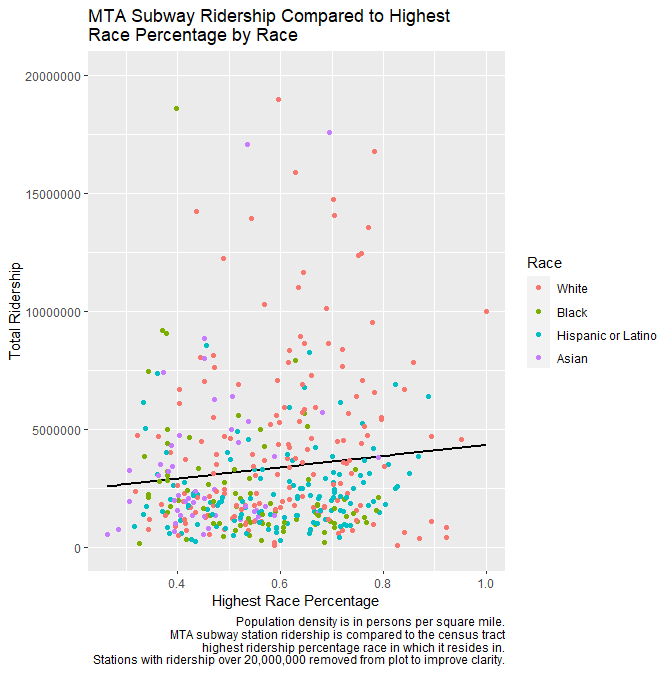 MTA Subway Ridership Compared to Highest
Race Percentage by Race
20000000
15000000
10000000
5000000
0
Total Ridership
0.4 0.6 0.8 1.0
Highest Race Percentage
Race
White
Black
Hispanic or Latino
Asian
Population density is in persons per square mile.
MTA subway station ridership is compared to the census tract
highest ridership percentage race in which it resides in.
Stations with ridership over 20,000,000 removed from plot to improve clarity.